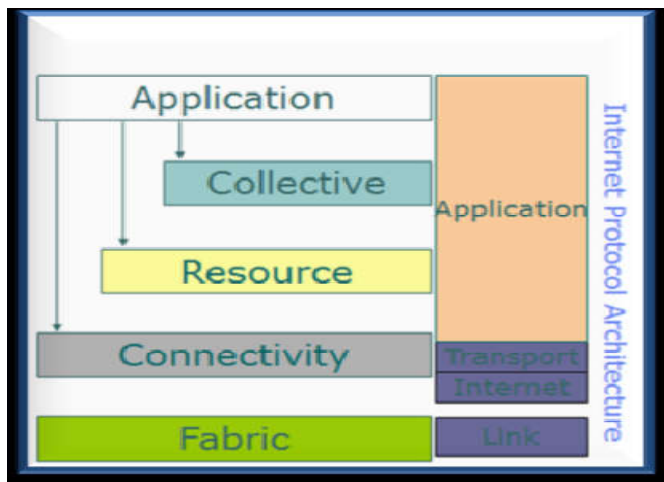 Application
Collective
Resource
Connectivity
Fabric
Application
Transport
Internet
Link
Internet Protocol Architecture